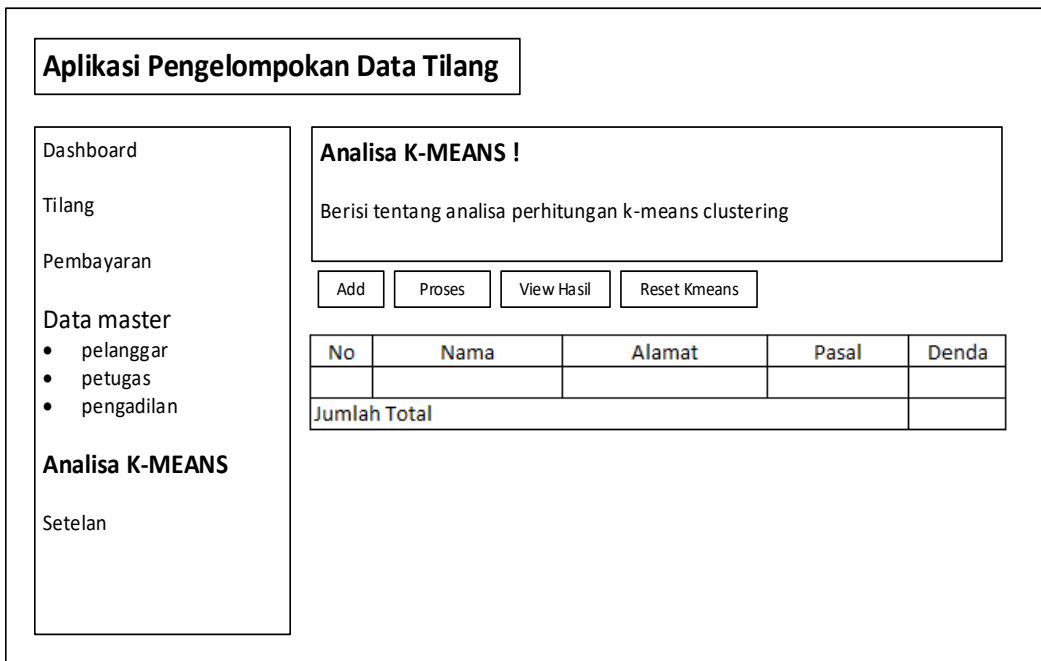 Aplikasi Pengelompokan Data Tilang
Dashboard
Tilang
Pembayaran
Data master
• pelanggar
• petugas
• pengadilan
Analisa K-MEANS
Setelan
Analisa K-MEANS !
Berisi tentang analisa perhitungan k-means clustering
Add Proses View Hasil Reset Kmeans
No Nama Alamat Pasal Denda
Jumlah Total